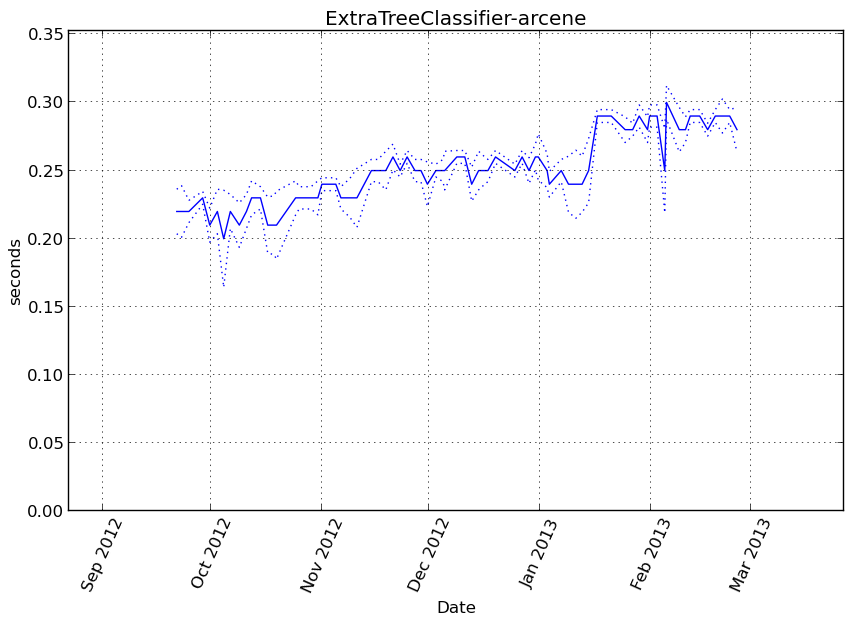 ExtraTreeClassifier-arcene
0.35
0.30
0.25
0.20
0.15
0.10
0.05
0.00
seconds
Sep 2012
Oct 2012
Nov 2012
Dec 2012
Jan 2013
Feb 2013
Mar 2013
Date